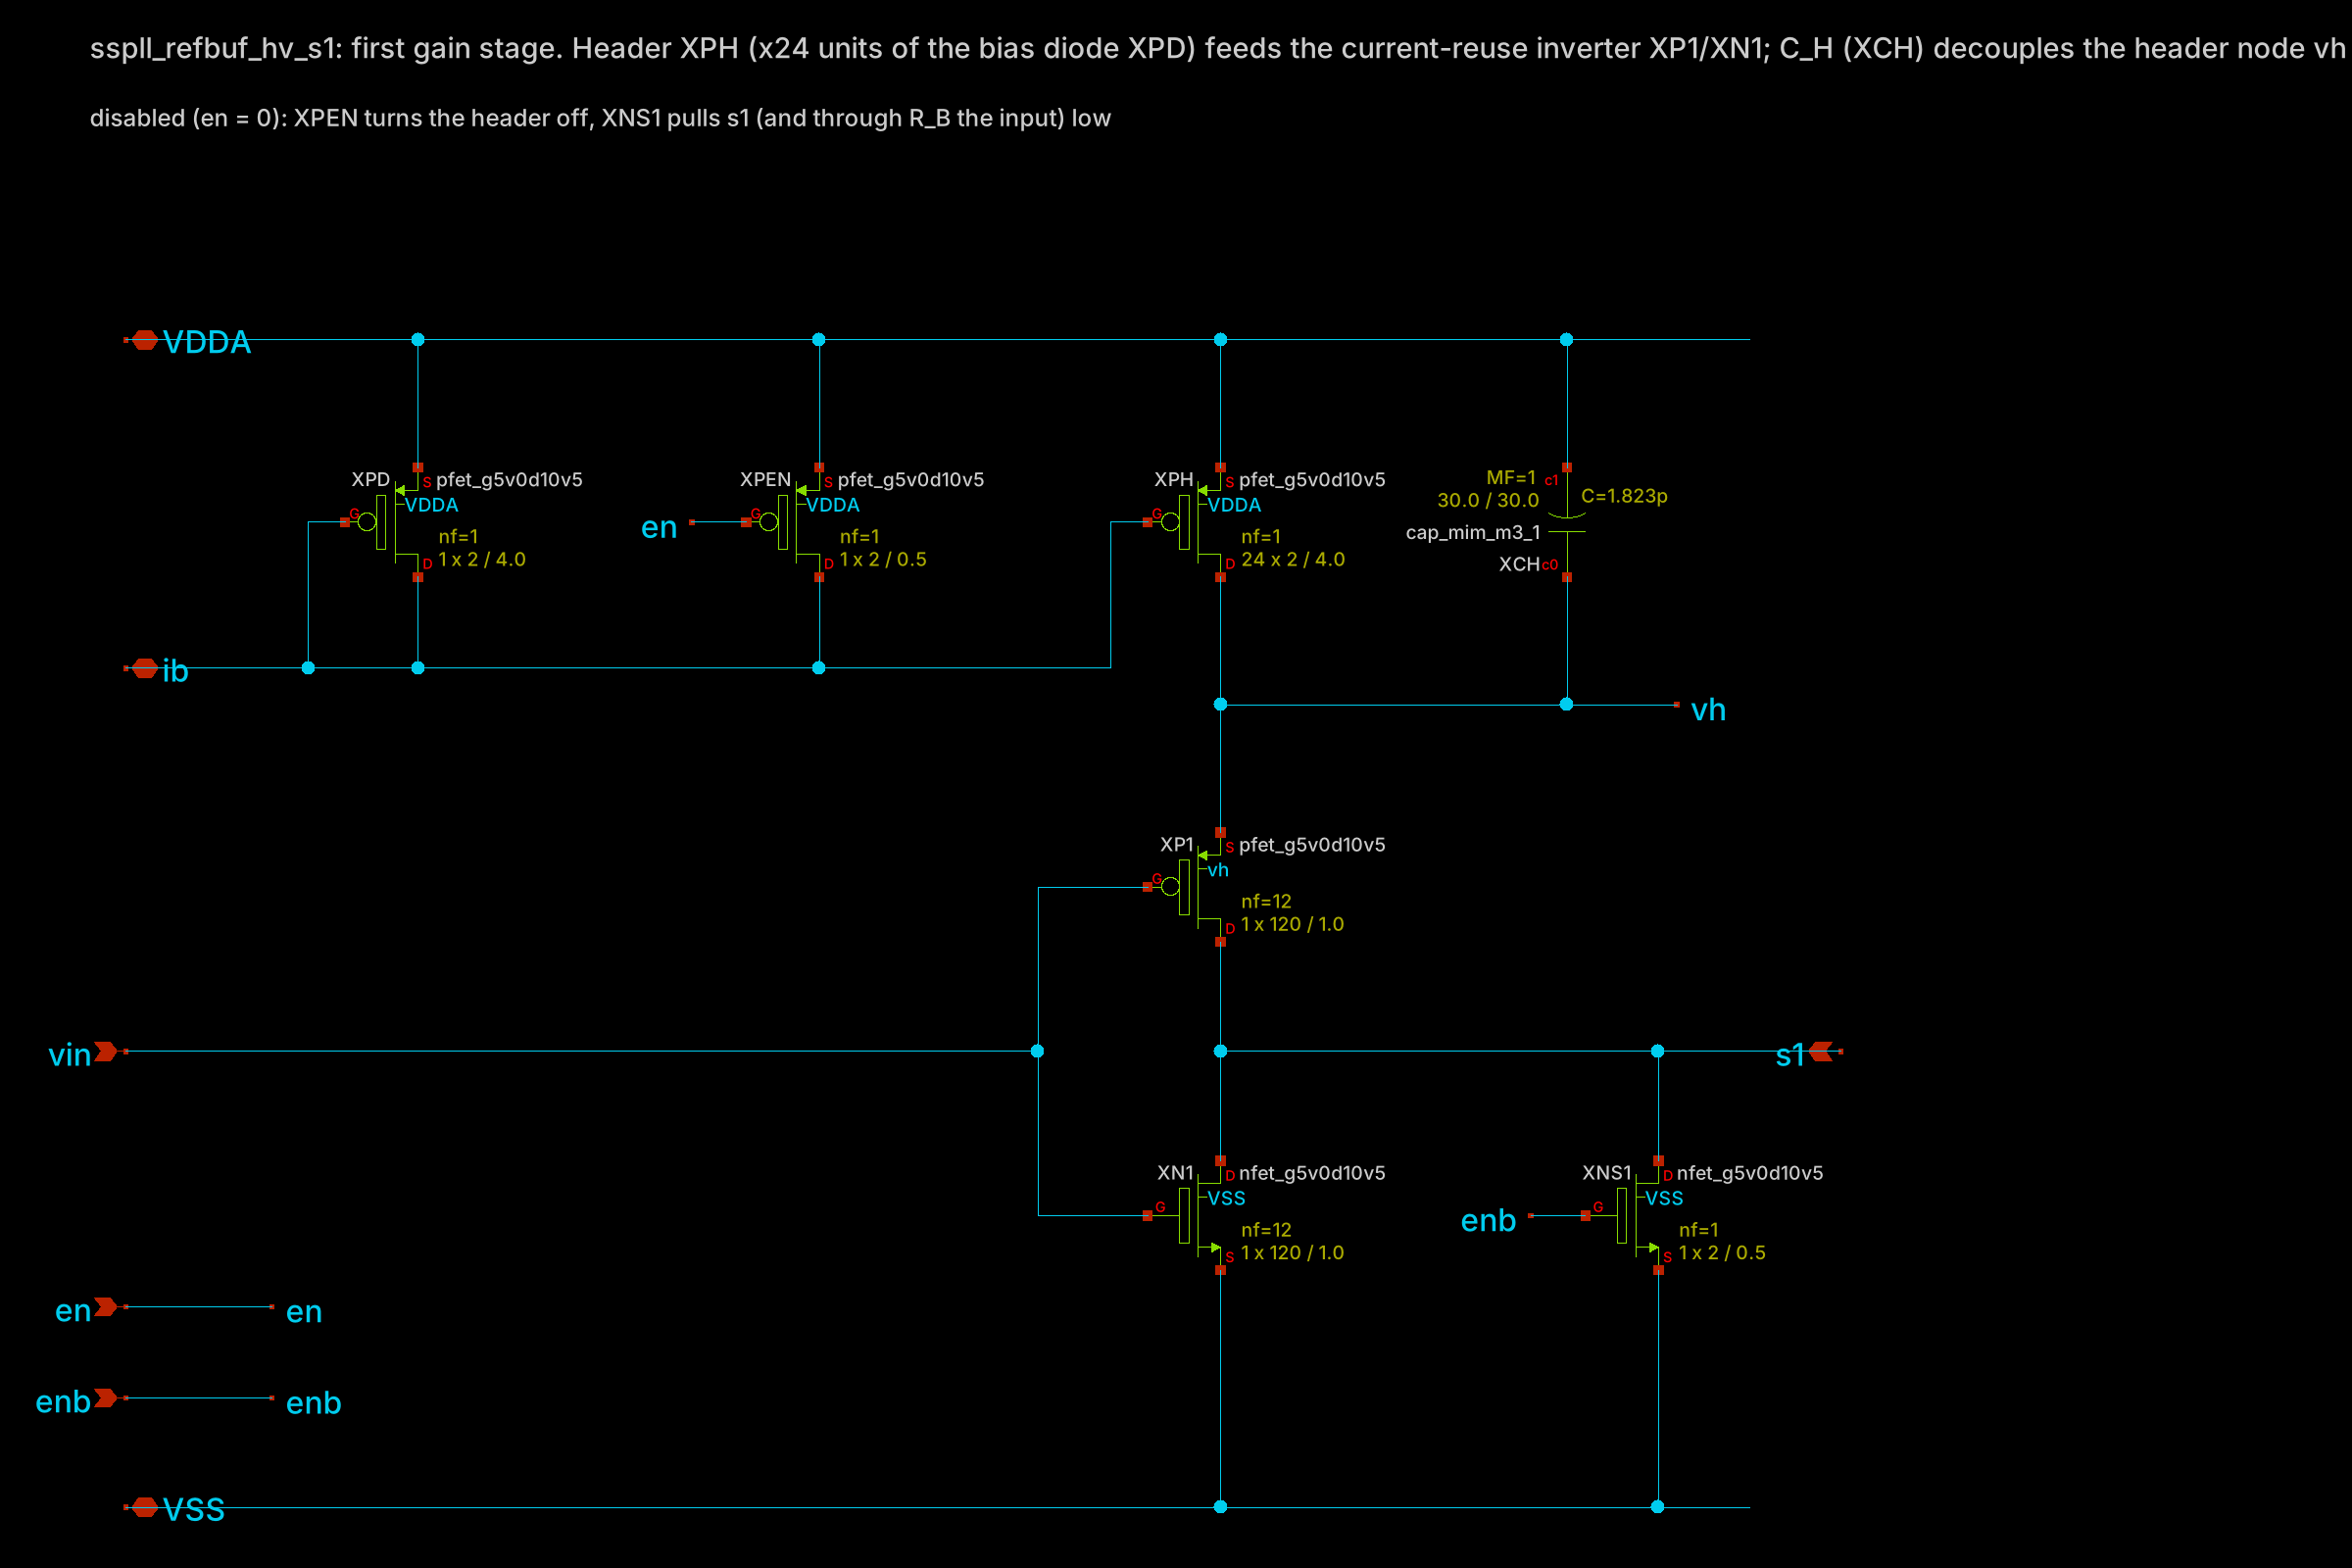 sspll_refbuf_hv_s1: first gain stage. Header XPH (x24 units of the bias diode XPD) feeds the current-reuse inverter XP1/XN1; C_H (XCH) decouples the header node vh
disabled (en = 0): XPEN turns the header off, XNS1 pulls s1 (and through R_B the input) low
VDDA
XPD
S
pfet_g5v0d10v5
G
VDDA
nf=1
1 x 2 / 4.0
D
en
XPEN
S
pfet_g5v0d10v5
G
VDDA
nf=1
1 x 2 / 0.5
D
XPH
S
pfet_g5v0d10v5
G
VDDA
nf=1
24 x 2 / 4.0
D
MF=1
c1
30.0 / 30.0
C=1.823p
cap_mim_m3_1
XCH
c0
ib
vh
XP1
S
pfet_g5v0d10v5
G
vh
nf=12
1 x 120 / 1.0
D
vin
s1
XN1
D
nfet_g5v0d10v5
G
VSS
nf=12
1 x 120 / 1.0
S
enb
XNS1
D
nfet_g5v0d10v5
G
VSS
nf=1
1 x 2 / 0.5
S
en
en
enb
enb
VSS